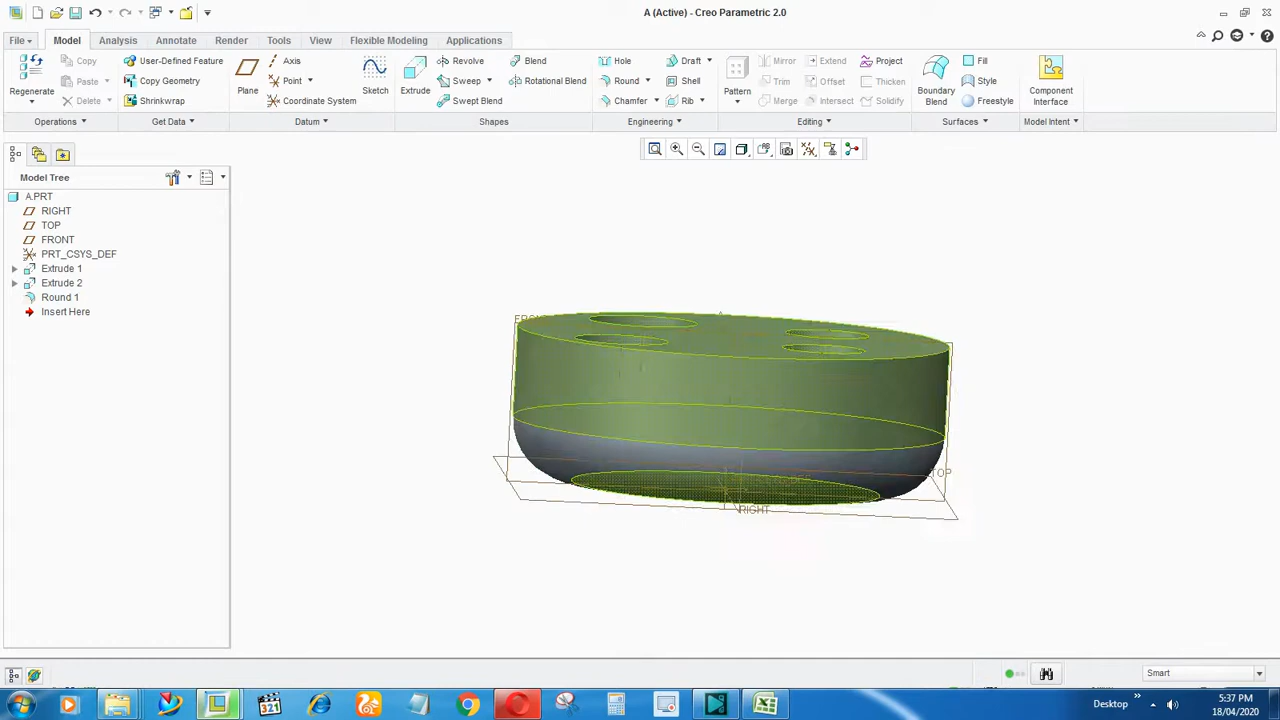 A (Active) - Creo Parametric 2.0
File Model Analysis Annotate Render Tools View Flexible Modeling Applications
Regenerate
Copy
Paste
Delete
Operations
User-Defined Feature
Copy Geometry
Shrinkwrap
Get Data
Plane
Axis
Point
Coordinate System
Sketch
Datum
Extrude
Revolve
Sweep
Swept Blend
Blend
Rotational Blend
Shapes
Hole
Round
Chamfer
Draft
Shell
Rib
Engineering
Pattern
Mirror
Trim
Merge
Extend
Offset
Intersect
Project
Thicken
Solidify
Editing
Boundary
Blend
Fill
Style
Freestyle
Surfaces
Component
Interface
Model Intent
Model Tree
A.PRT
RIGHT
TOP
FRONT
PRT_CSYS_DEF
Extrude 1
Extrude 2
Round 1
Insert Here
TOP
RIGHT
Smart
Desktop
5:37 PM
18/04/2020